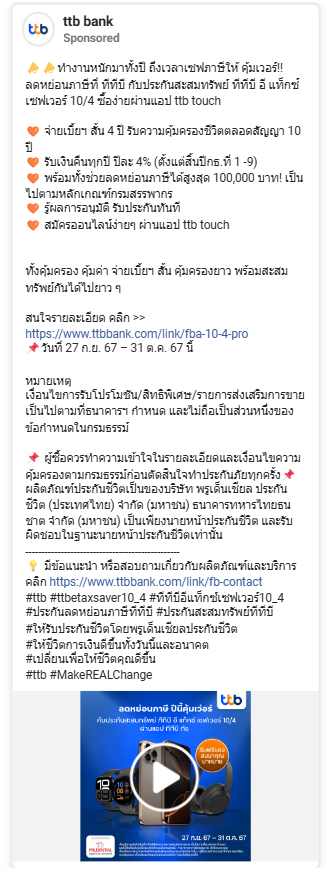 ttb bank
Sponsored
ttb
🔔🔔ทำงานหนักมาทั้งปี ถึงเวลาเซฟภาษีให้ คุ้มเวอร์!!
ลดหย่อนภาษีที่ ทีทีบี กับประกันสะสมทรัพย์ ทีทีบี อี แท็กซ์
เซฟเวอร์ 10/4 ซื้อง่ายผ่านแอป ttb touch
🧡 จ่ายเบี้ยฯ สั้น 4 ปี รับความคุ้มครองชีวิตตลอดสัญญา 10
ปี
🧡 รับเงินคืนทุกปี ปีละ 4% (ตั้งแต่สิ้นปีกธ.ที่ 1 -9)
🧡 พร้อมทั้งช่วยลดหย่อนภาษีได้สูงสุด 100,000 บาท! เป็น
ไปตามหลักเกณฑ์กรมสรรพากร
🧡 รู้ผลการอนุมัติ รับประกันทันที
🧡 สมัครออนไลน์ง่ายๆ ผ่านแอป ttb touch
ทั้งคุ้มครอง คุ้มค่า จ่ายเบี้ยฯ สั้น คุ้มครองยาว พร้อมสะสม
ทรัพย์กันได้ไปยาว ๆ
สนใจรายละเอียด คลิก >>
https://www.ttbbank.com/link/fba-10-4-pro
📌วันที่ 27 ก.ย. 67 – 31 ต.ค. 67 นี้
หมายเหตุ
เงื่อนไขการรับโปรโมชัน/สิทธิพิเศษ/รายการส่งเสริมการขาย
เป็นไปตามที่ธนาคารฯ กำหนด และไม่ถือเป็นส่วนหนึ่งของ
ข้อกำหนดในกรมธรรม์
📌 ผู้ซื้อควรทำความเข้าใจในรายละเอียดและเงื่อนไขความ
คุ้มครองตามกรมธรรม์ก่อนตัดสินใจทำประกันภัยทุกครั้ง📌
ผลิตภัณฑ์ประกันชีวิตเป็นของบริษัท พรูเด็นเชียล ประกัน
ชีวิต (ประเทศไทย) จำกัด (มหาชน) ธนาคารทหารไทยธน
ชาต จำกัด (มหาชน) เป็นเพียงนายหน้าประกันชีวิต และรับ
ผิดชอบในฐานะนายหน้าประกันชีวิตเท่านั้น
----------------------------------------
💡 มีข้อแนะนำ หรือสอบถามเกี่ยวกับผลิตภัณฑ์และบริการ
คลิก https://www.ttbbank.com/link/fb-contact
#ttb #ttbetaxsaver10_4 #ทีทีบีอีแท็กซ์เซฟเวอร์10_4
#ประกันลดหย่อนภาษีทีทีบี #ประกันสะสมทรัพย์ทีทีบี
#ให้รับประกันชีวิตโดยพรูเด็นเชียลประกันชีวิต
#ให้ชีวิตการเงินดีขึ้นทั้งวันนี้และอนาคต
#เปลี่ยนเพื่อให้ชีวิตคุณดีขึ้น
#ttb #MakeREALChange
ttb
ลดหย่อนภาษี ปีนี้คุ้มเว่อร์
กับประกันสะสมทรัพย์ ทีทีบี อี แท็กซ์ เซฟเวอร์ 10/4
ผ่านแอป ทีทีบี ทัช
PRUDENTIAL
27 ก.ย. 67 – 31 ต.ค. 67